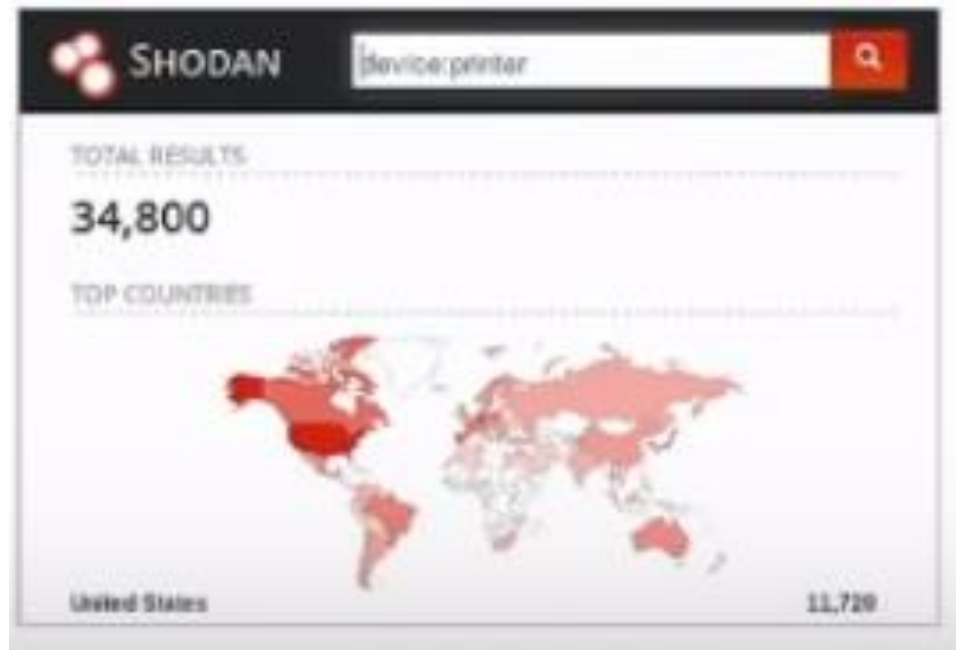 SHODAN
device:printer
TOTAL RESULTS
34,800
TOP COUNTRIES
United States
11,720